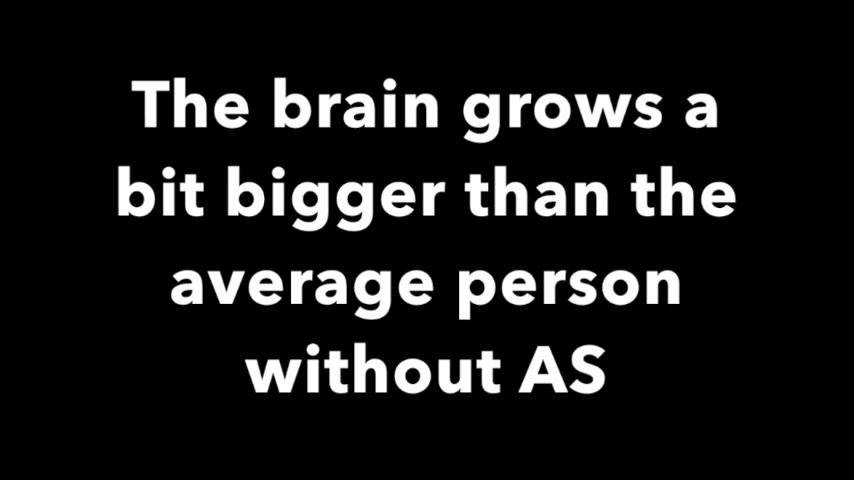 The brain grows a
bit bigger than the
average person
without AS